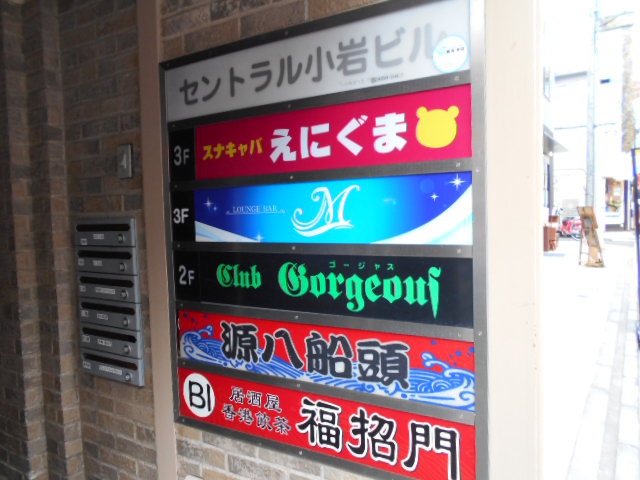 セントラル小岩ビル
3F スナキャバ えにぐま
3F LOUNGE BAR M
ゴージャス
2F Club Gorgeous
源八船頭
B1 居酒屋 香港飲茶 福招門